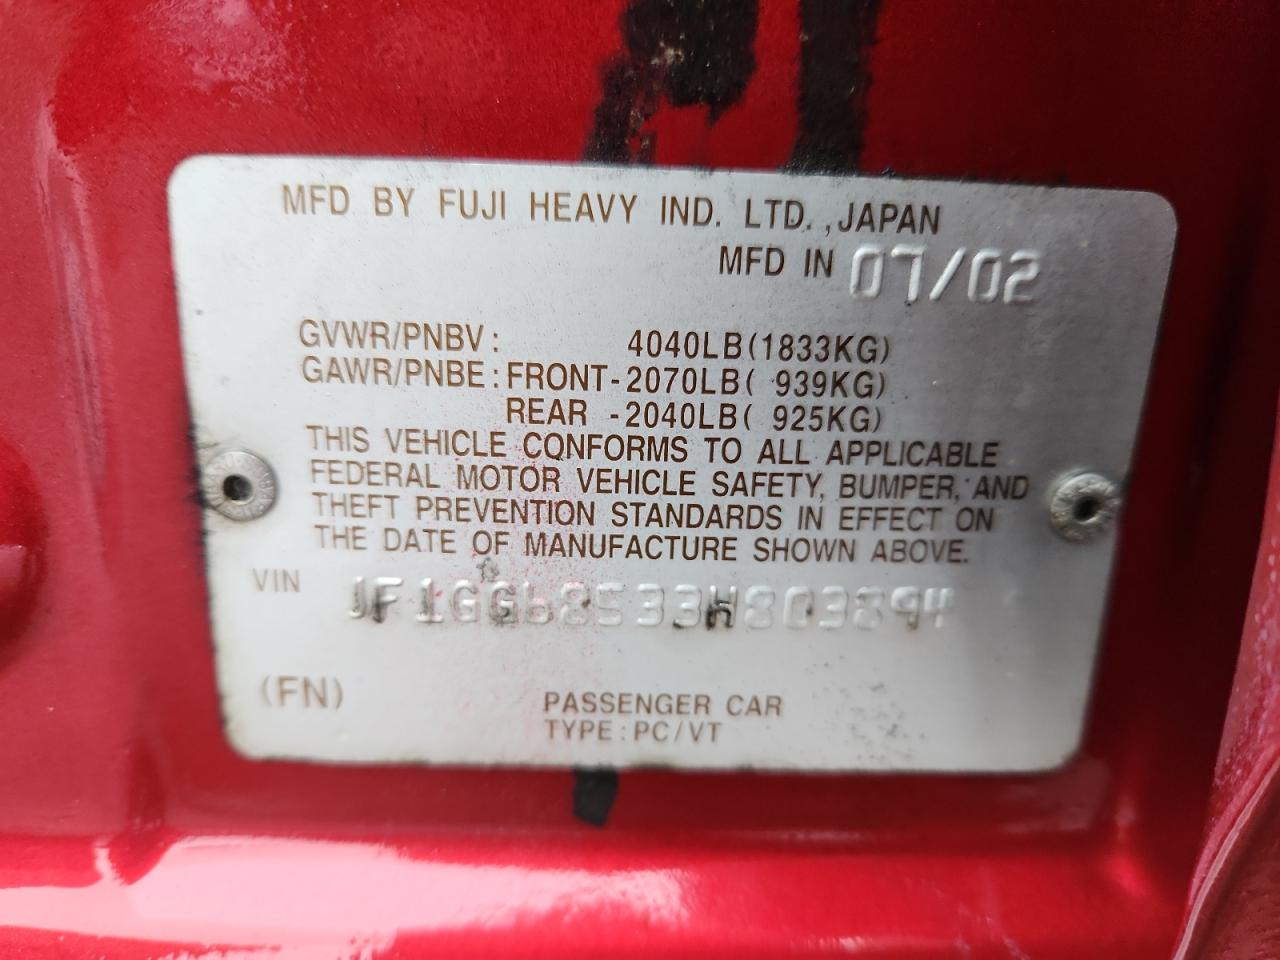 MFD BY FUJI HEAVY IND. LTD.,JAPAN
MFD IN 07/02
GVWR/PNBV: 4040LB(1833KG)
GAWR/PNBE:FRONT-2070LB( 939KG)
REAR -2040LB( 925KG)
THIS VEHICLE CONFORMS TO ALL APPLICABLE
FEDERAL MOTOR VEHICLE SAFETY, BUMPER, AND
THEFT PREVENTION STANDARDS IN EFFECT ON
THE DATE OF MANUFACTURE SHOWN ABOVE.
VIN JF1GG68533H803894
(FN) PASSENGER CAR
TYPE:PC/VT